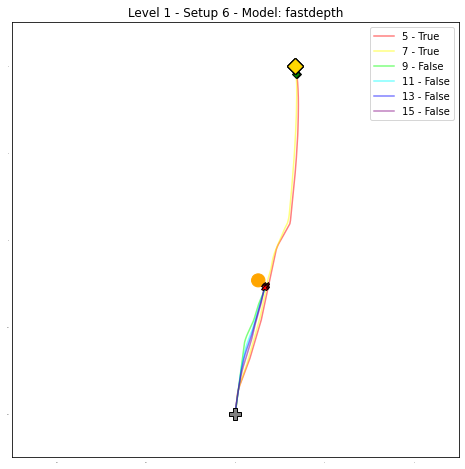 Level 1 - Setup 6 - Model: fastdepth
5 - True
7 - True
9 - False
11 - False
13 - False
15 - False